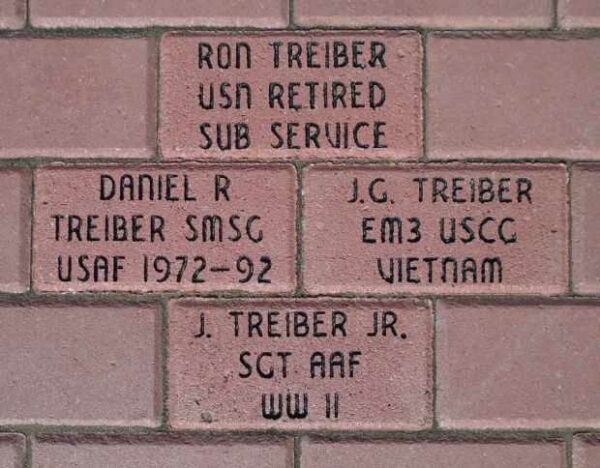 RON TREIBER
USN RETIRED
SUB SERVICE
DANIEL R
TREIBER SMSG
USAF 1972-92
J.G. TREIBER
EM3 USCG
VIETNAM
J. TREIBER JR.
SGT AAF
WW II